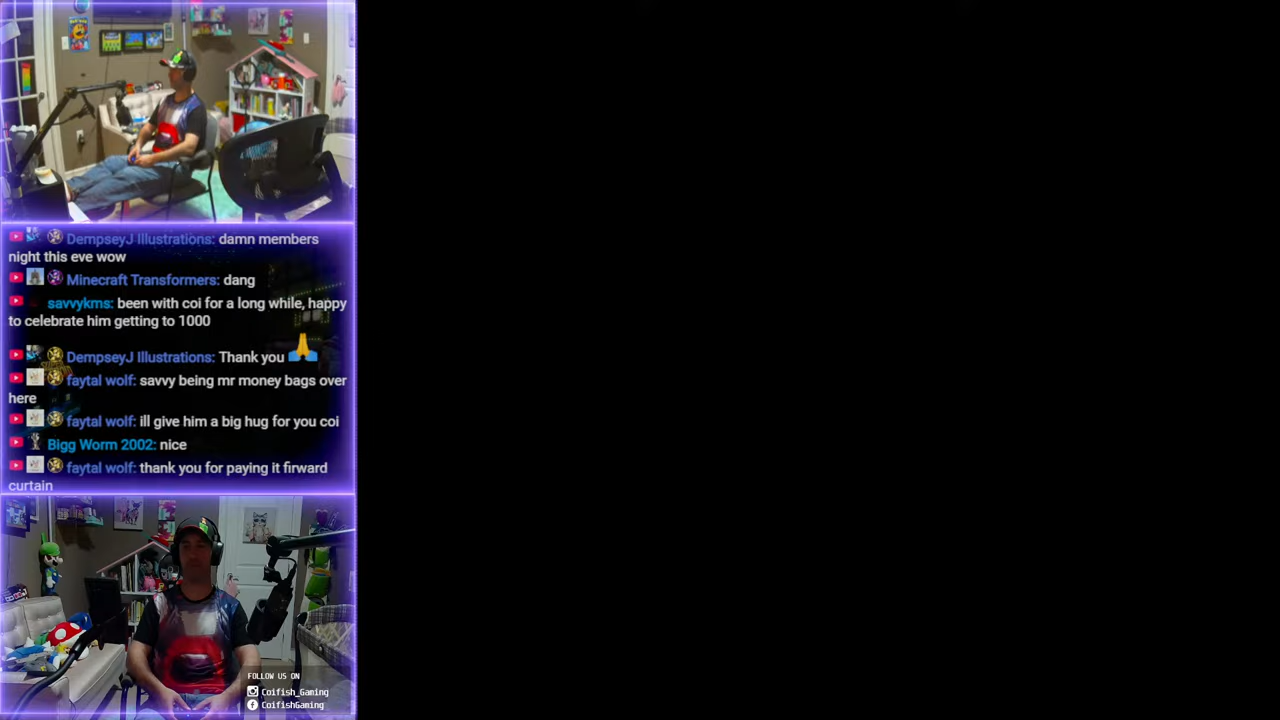 DempseyJ Illustrations: damn members
night this eve wow
Minecraft Transformers: dang
savvykms: been with coi for a long while, happy
to celebrate him getting to 1000
DempseyJ Illustrations: Thank you 🙏
faytal wolf: savvy being mr money bags over
here
faytal wolf: ill give him a big hug for you coi
Bigg Worm 2002: nice
faytal wolf: thank you for paying it firward
curtain
FOLLOW US ON
Coifish_Gaming
CoifishGaming